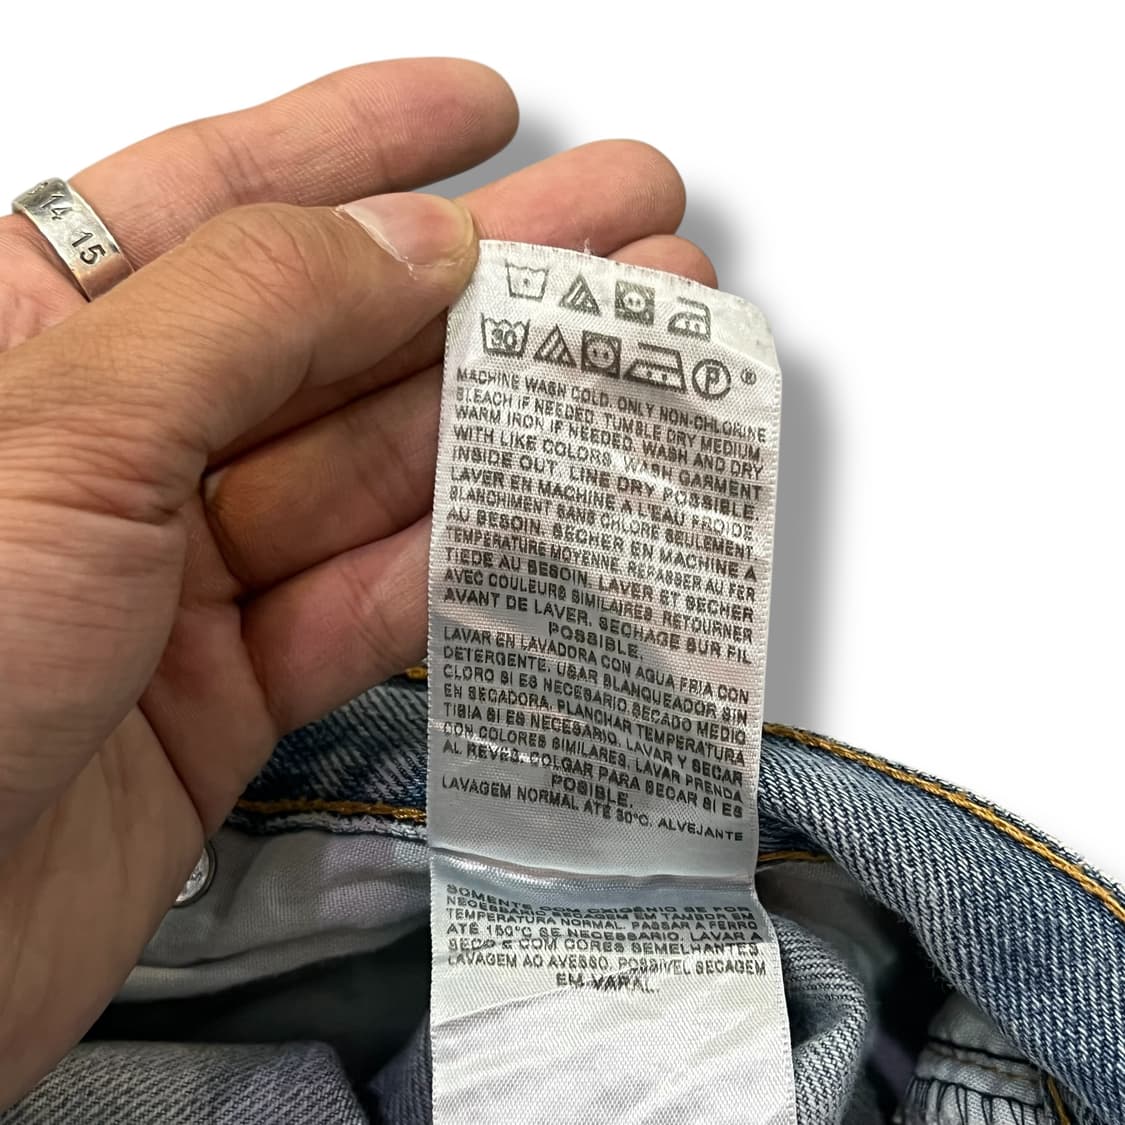 14 15
30 P ®
MACHINE WASH COLD. ONLY NON-CHLORINE
BLEACH IF NEEDED. TUMBLE DRY MEDIUM
WARM IRON IF NEEDED. WASH AND DRY
WITH LIKE COLORS. WASH GARMENT
INSIDE OUT. LINE DRY POSSIBLE.
LAVER EN MACHINE A L'EAU FROIDE
BLANCHIMENT SANS CHLORE SEULEMENT
AU BESOIN. SECHER EN MACHINE A
TEMPERATURE MOYENNE. REPASSER AU FER
TIEDE AU BESOIN. LAVER ET SECHER
AVEC COULEURS SIMILAIRES. RETOURNER
AVANT DE LAVER. SECHAGE SUR FIL
POSSIBLE.
LAVAR EN LAVADORA CON AGUA FRIA CON
DETERGENTE. USAR BLANQUEADOR SIN
CLORO SI ES NECESARIO. SECADO MEDIO
EN SECADORA. PLANCHAR TEMPERATURA
TIBIA SI ES NECESARIO. LAVAR Y SECAR
CON COLORES SIMILARES. LAVAR PRENDA
AL REVES. COLGAR PARA SECAR SI ES
POSIBLE.
LAVAGEM NORMAL ATÉ 30°C. ALVEJANTE
SOMENTE COM OXIGÊNIO SE FOR
NECESSÁRIO. SECAGEM EM TAMBOR EM
TEMPERATURA NORMAL. PASSAR A FERRO
ATÉ 150°C SE NECESSÁRIO. LAVAR A
SECO E COM CORES SEMELHANTES
LAVAGEM AO AVESSO. POSSÍVEL SECAGEM
EM VARAL.